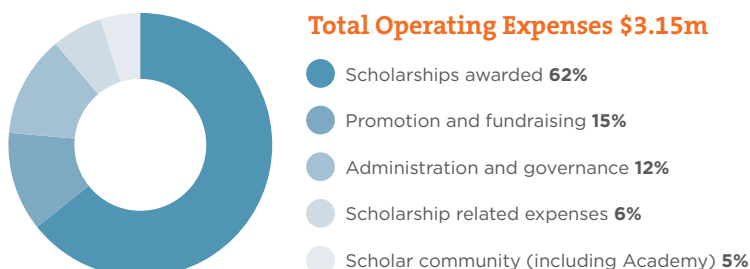 Total Operating Expenses $3.15m
Scholarships awarded 62%
Promotion and fundraising 15%
Administration and governance 12%
Scholarship related expenses 6%
Scholar community (including Academy) 5%